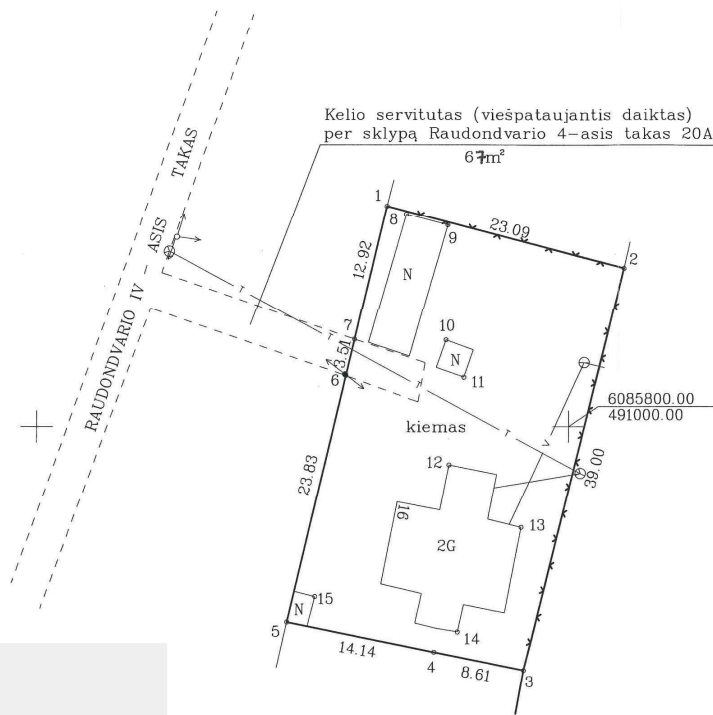 Kelio servitutas (viešpataujantis daiktas)
per sklypą Raudondvario 4-asis takas 20A
67m²
RAUDONDVARIO IV ASIS TAKAS
1
8
9
23.09
2
12.92
N
7
3.51
6
10
N
11
kiemas
6085800.00
491000.00
39.00
23.83
12
16
13
2G
N
15
14
5
14.14
4
8.61
3